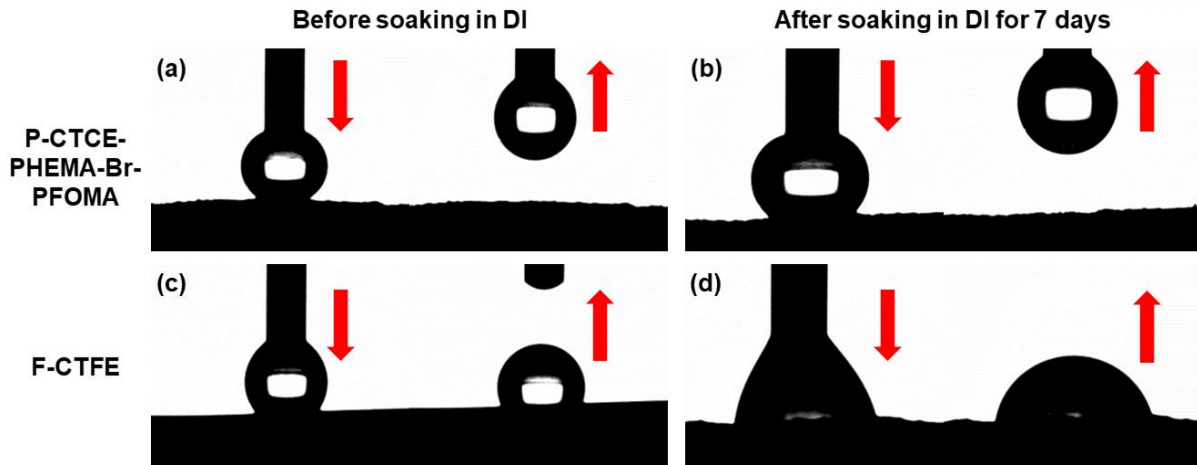 Before soaking in DI
After soaking in DI for 7 days
(a)
(b)
P-CTCE-
PHEMA-Br-
PFOMA
(c)
(d)
F-CTFE